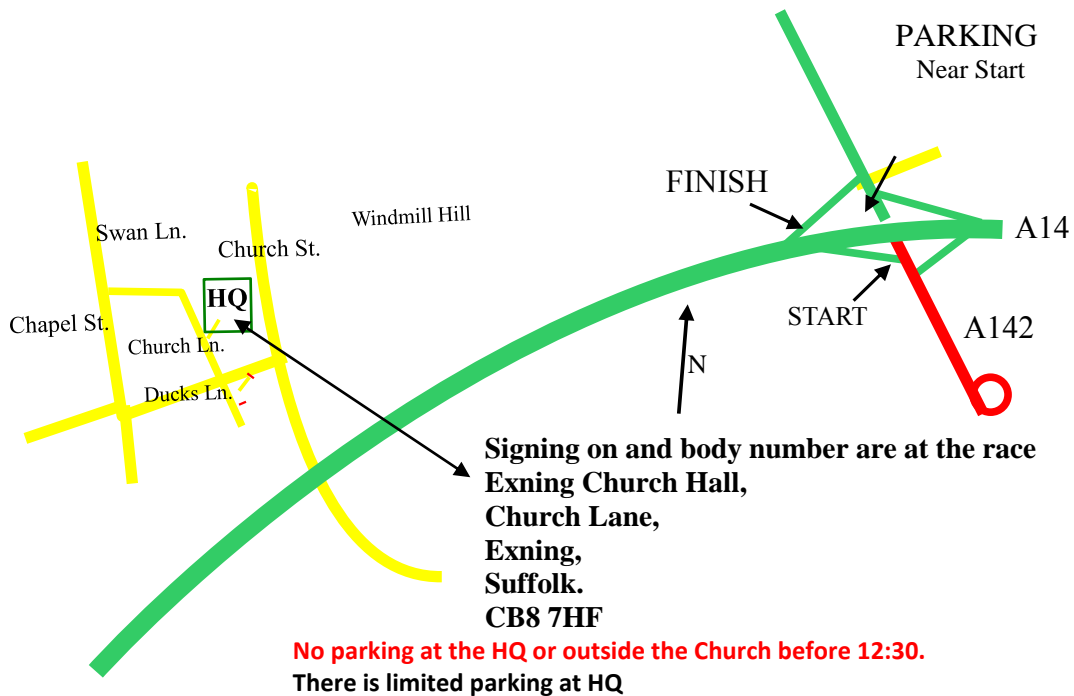 PARKING
Near Start
FINISH
Windmill Hill
Swan Ln.
Church St.
A14
HQ
START
Chapel St.
A142
Church Ln.
N
Ducks Ln.
Signing on and body number are at the race
Exning Church Hall,
Church Lane,
Exning,
Suffolk.
CB8 7HF
No parking at the HQ or outside the Church before 12:30.
There is limited parking at HQ